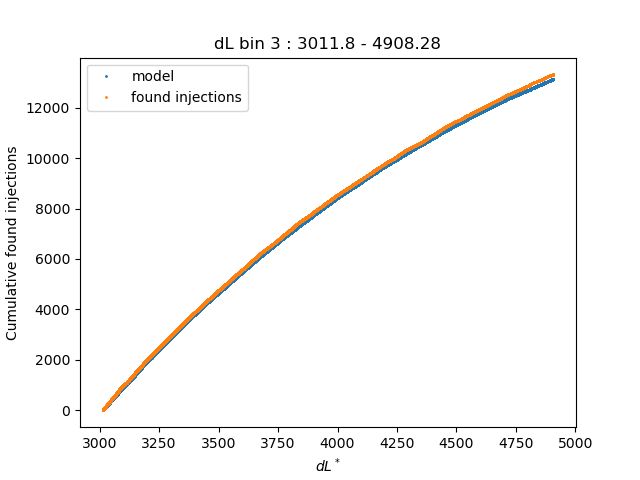 dL bin 3 : 3011.8 - 4908.28
model
found injections
Cumulative found injections
12000
10000
8000
6000
4000
2000
0
3000 3250 3500 3750 4000 4250 4500 4750 5000
dL*